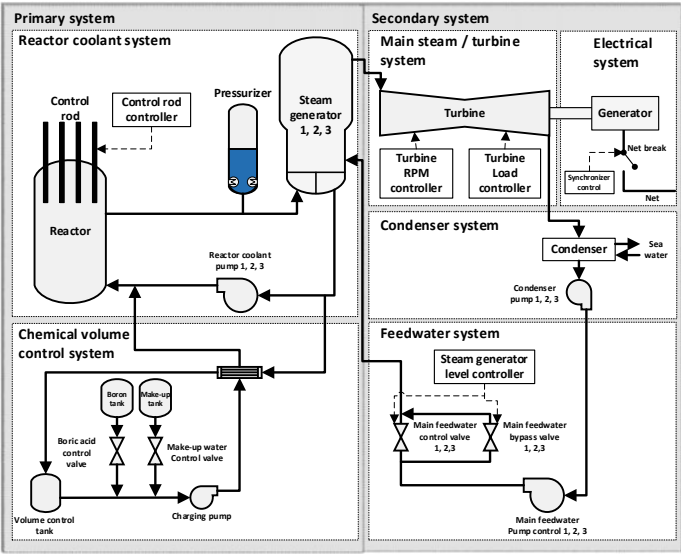 Primary system
Reactor coolant system
Control
rod
Control rod
controller
Pressurizer
Steam
generator
1, 2, 3
Reactor
Reactor coolant
pump 1, 2, 3
Chemical volume
control system
Boron
tank
Make-up
tank
Boric acid
control
valve
Make-up water
Control valve
Volume control
tank
Charging pump
Secondary system
Main steam / turbine
system
Turbine
Turbine
RPM
controller
Turbine
Load
controller
Electrical
system
Generator
Net break
Synchronizer
control
Net
Condenser system
Condenser
Sea
water
Condenser
pump 1, 2, 3
Feedwater system
Steam generator
level controller
Main feedwater
control valve
1, 2,3
Main feedwater
bypass valve
1, 2,3
Main feedwater
Pump control 1, 2, 3